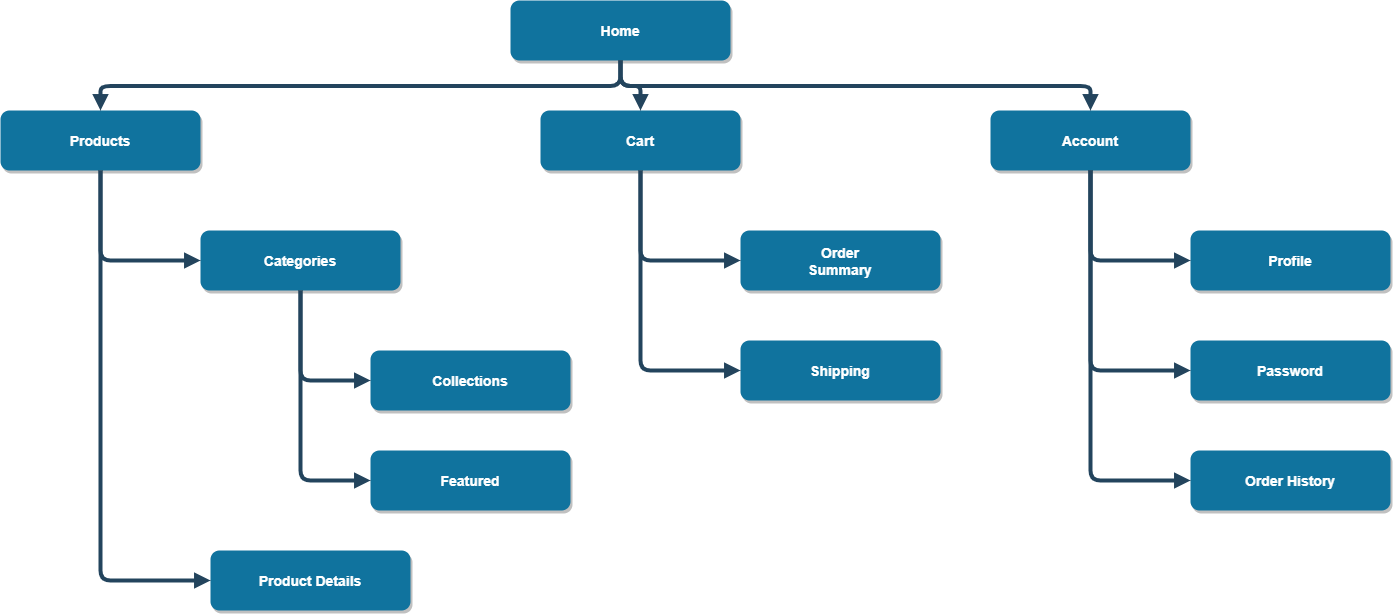 Home
Products
Cart
Account
Categories
Order
Summary
Profile
Collections
Shipping
Password
Featured
Order History
Product Details